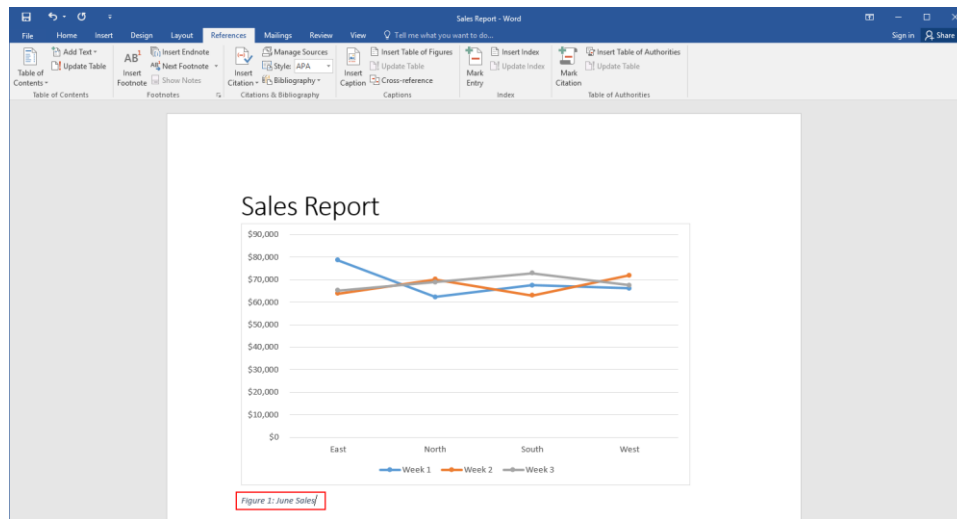 Sales Report - Word
File Home Insert Design Layout References Mailings Review View Tell me what you want to do... Sign in Share
Table of Contents
Add Text
Update Table
Table of Contents
AB1
Insert Footnote
Insert Endnote
Next Footnote
Show Notes
Footnotes
Insert Citation
Manage Sources
Style: APA
Bibliography
Citations & Bibliography
Insert Caption
Insert Table of Figures
Update Table
Cross-reference
Captions
Mark Entry
Insert Index
Update Index
Index
Mark Citation
Insert Table of Authorities
Update Table
Table of Authorities
Sales Report
$90,000
$80,000
$70,000
$60,000
$50,000
$40,000
$30,000
$20,000
$10,000
$0
East North South West
Week 1 Week 2 Week 3
Figure 1: June Sales